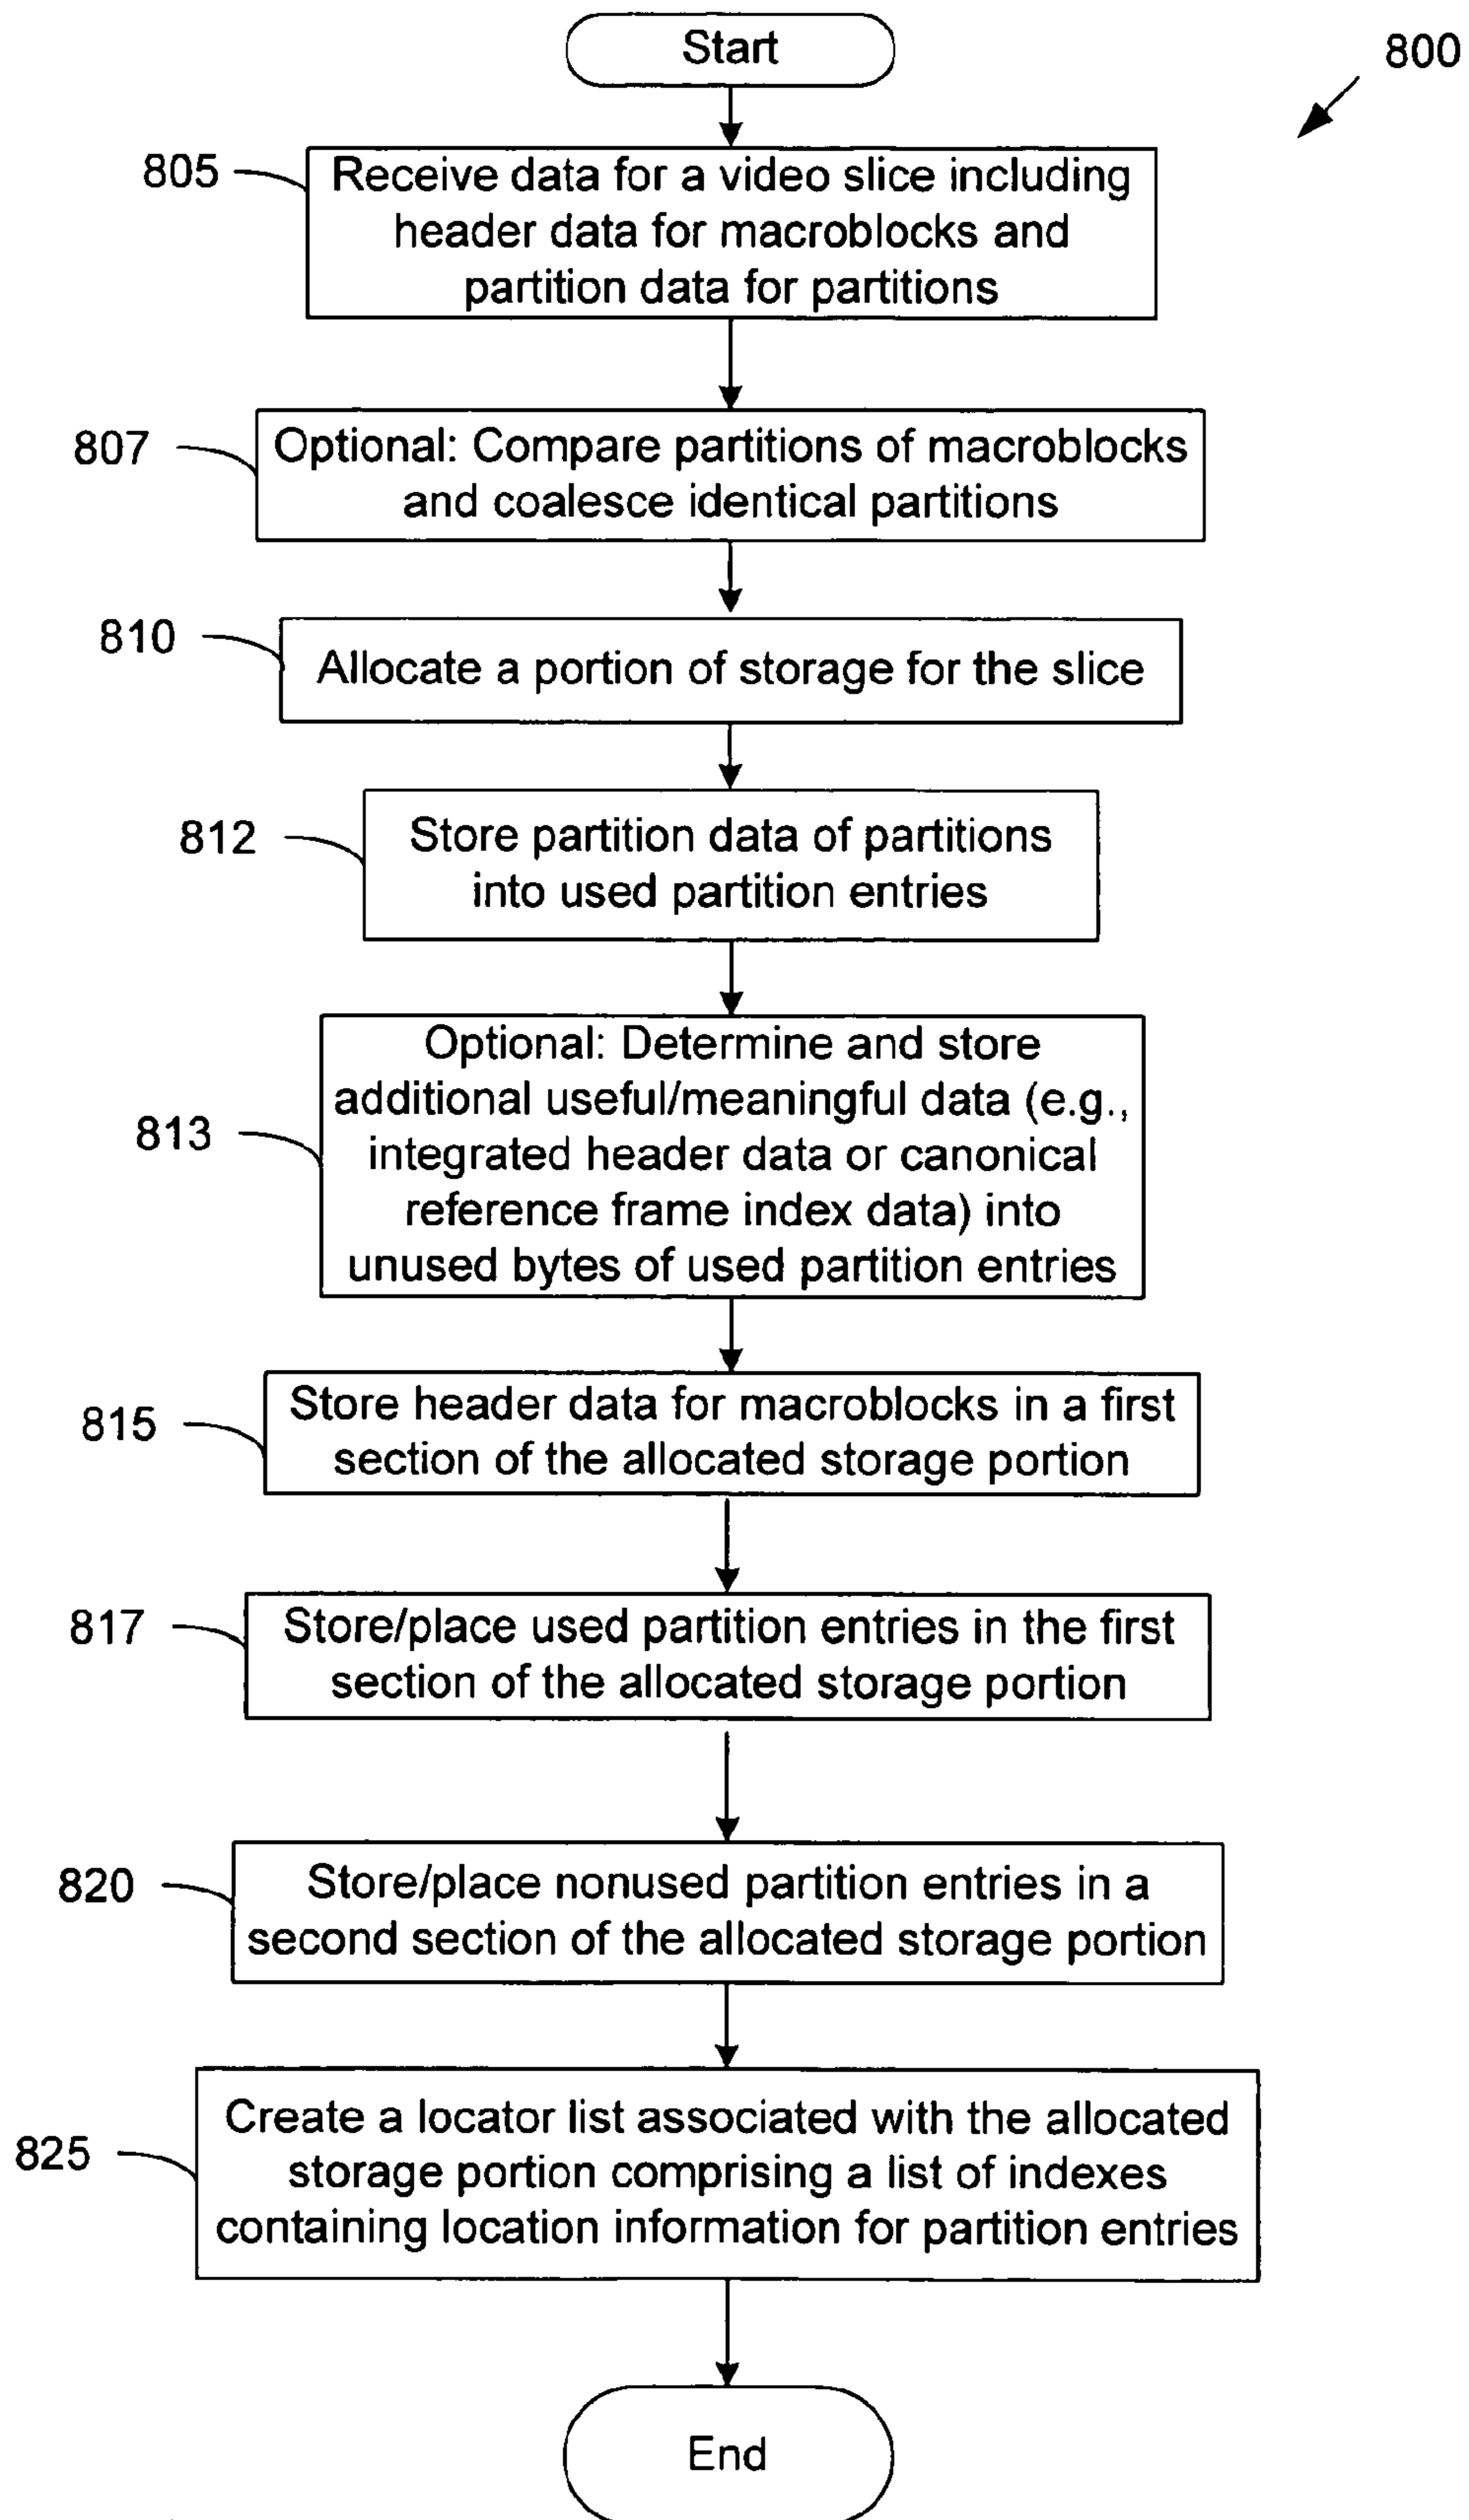 Start
800
805
Receive data for a video slice including
header data for macroblocks and
partition data for partitions
807
Optional: Compare partitions of macroblocks
and coalesce identical partitions
810
Allocate a portion of storage for the slice
812
Store partition data of partitions
into used partition entries
813
Optional: Determine and store
additional useful/meaningful data (e.g.,
integrated header data or canonical
reference frame index data) into
unused bytes of used partition entries
815
Store header data for macroblocks in a first
section of the allocated storage portion
817
Store/place used partition entries in the first
section of the allocated storage portion
820
Store/place nonused partition entries in a
second section of the allocated storage portion
825
Create a locator list associated with the allocated
storage portion comprising a list of indexes
containing location information for partition entries
End